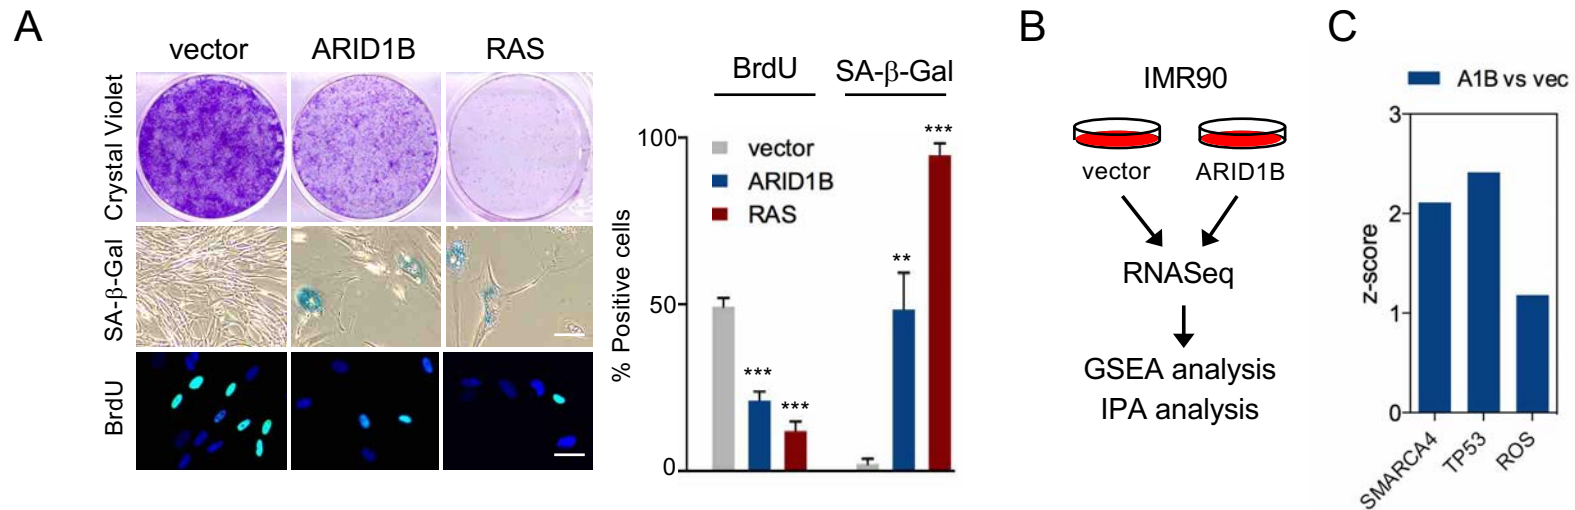 A
vector
ARID1B
RAS
Crystal Violet
SA-β-Gal
BrdU
BrdU
SA-β-Gal
% Positive cells
100
50
0
vector
ARID1B
RAS
***
***
**
***
B
IMR90
vector
ARID1B
RNASeq
GSEA analysis
IPA analysis
C
A1B vs vec
z-score
3
2
1
0
SMARCA4
TP53
ROS